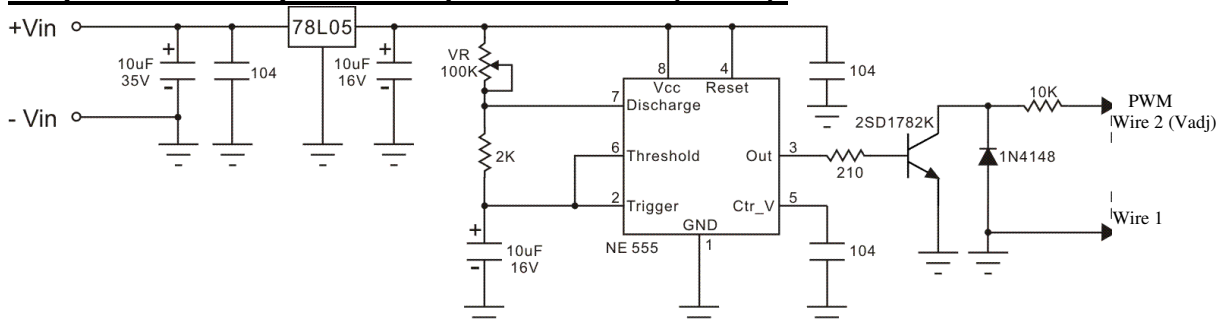 +Vin
78L05
10uF
35V
+
-
104
10uF
16V
+
-
VR
100K
8
4
Vcc
Reset
104
7
Discharge
10K
PWM
Wire 2 (Vadj)
2SD1782K
2K
6
Threshold
Out
3
210
1N4148
- Vin
2
Trigger
Ctr_V
5
Wire 1
GND
1
NE 555
+
-
10uF
16V
104